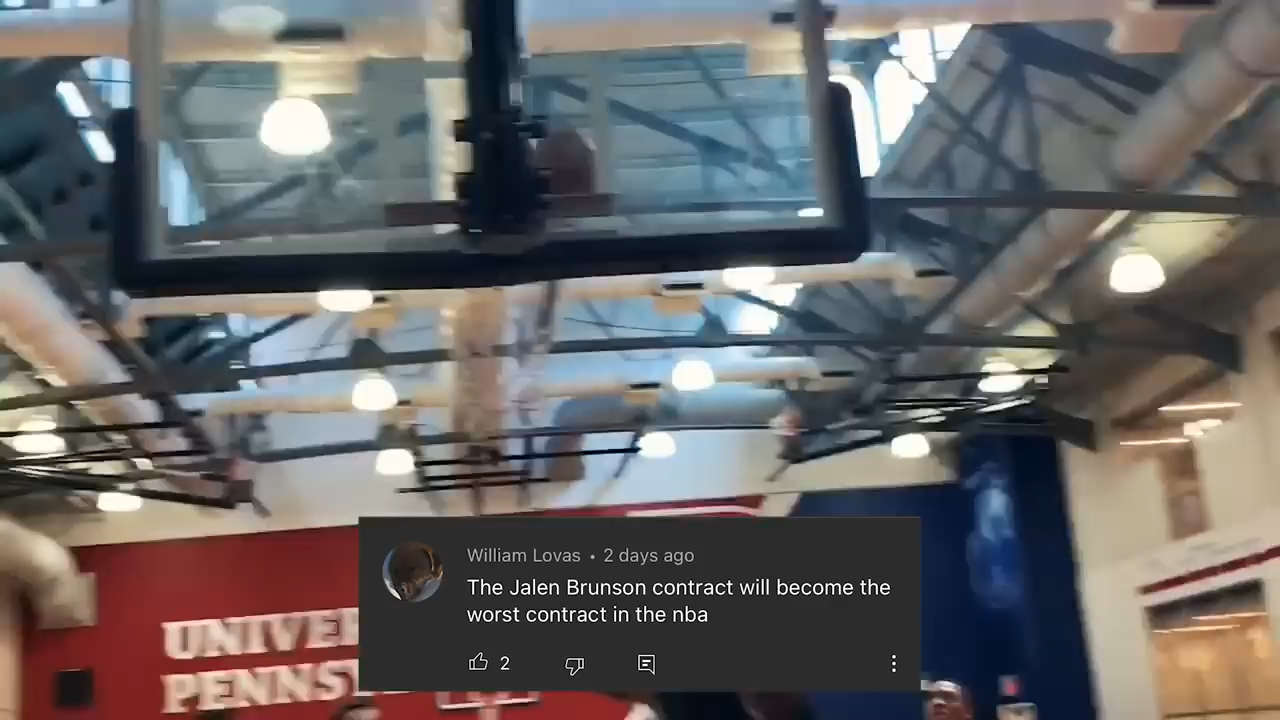 UNIVE
PENNS
William Lovas • 2 days ago
The Jalen Brunson contract will become the
worst contract in the nba
2